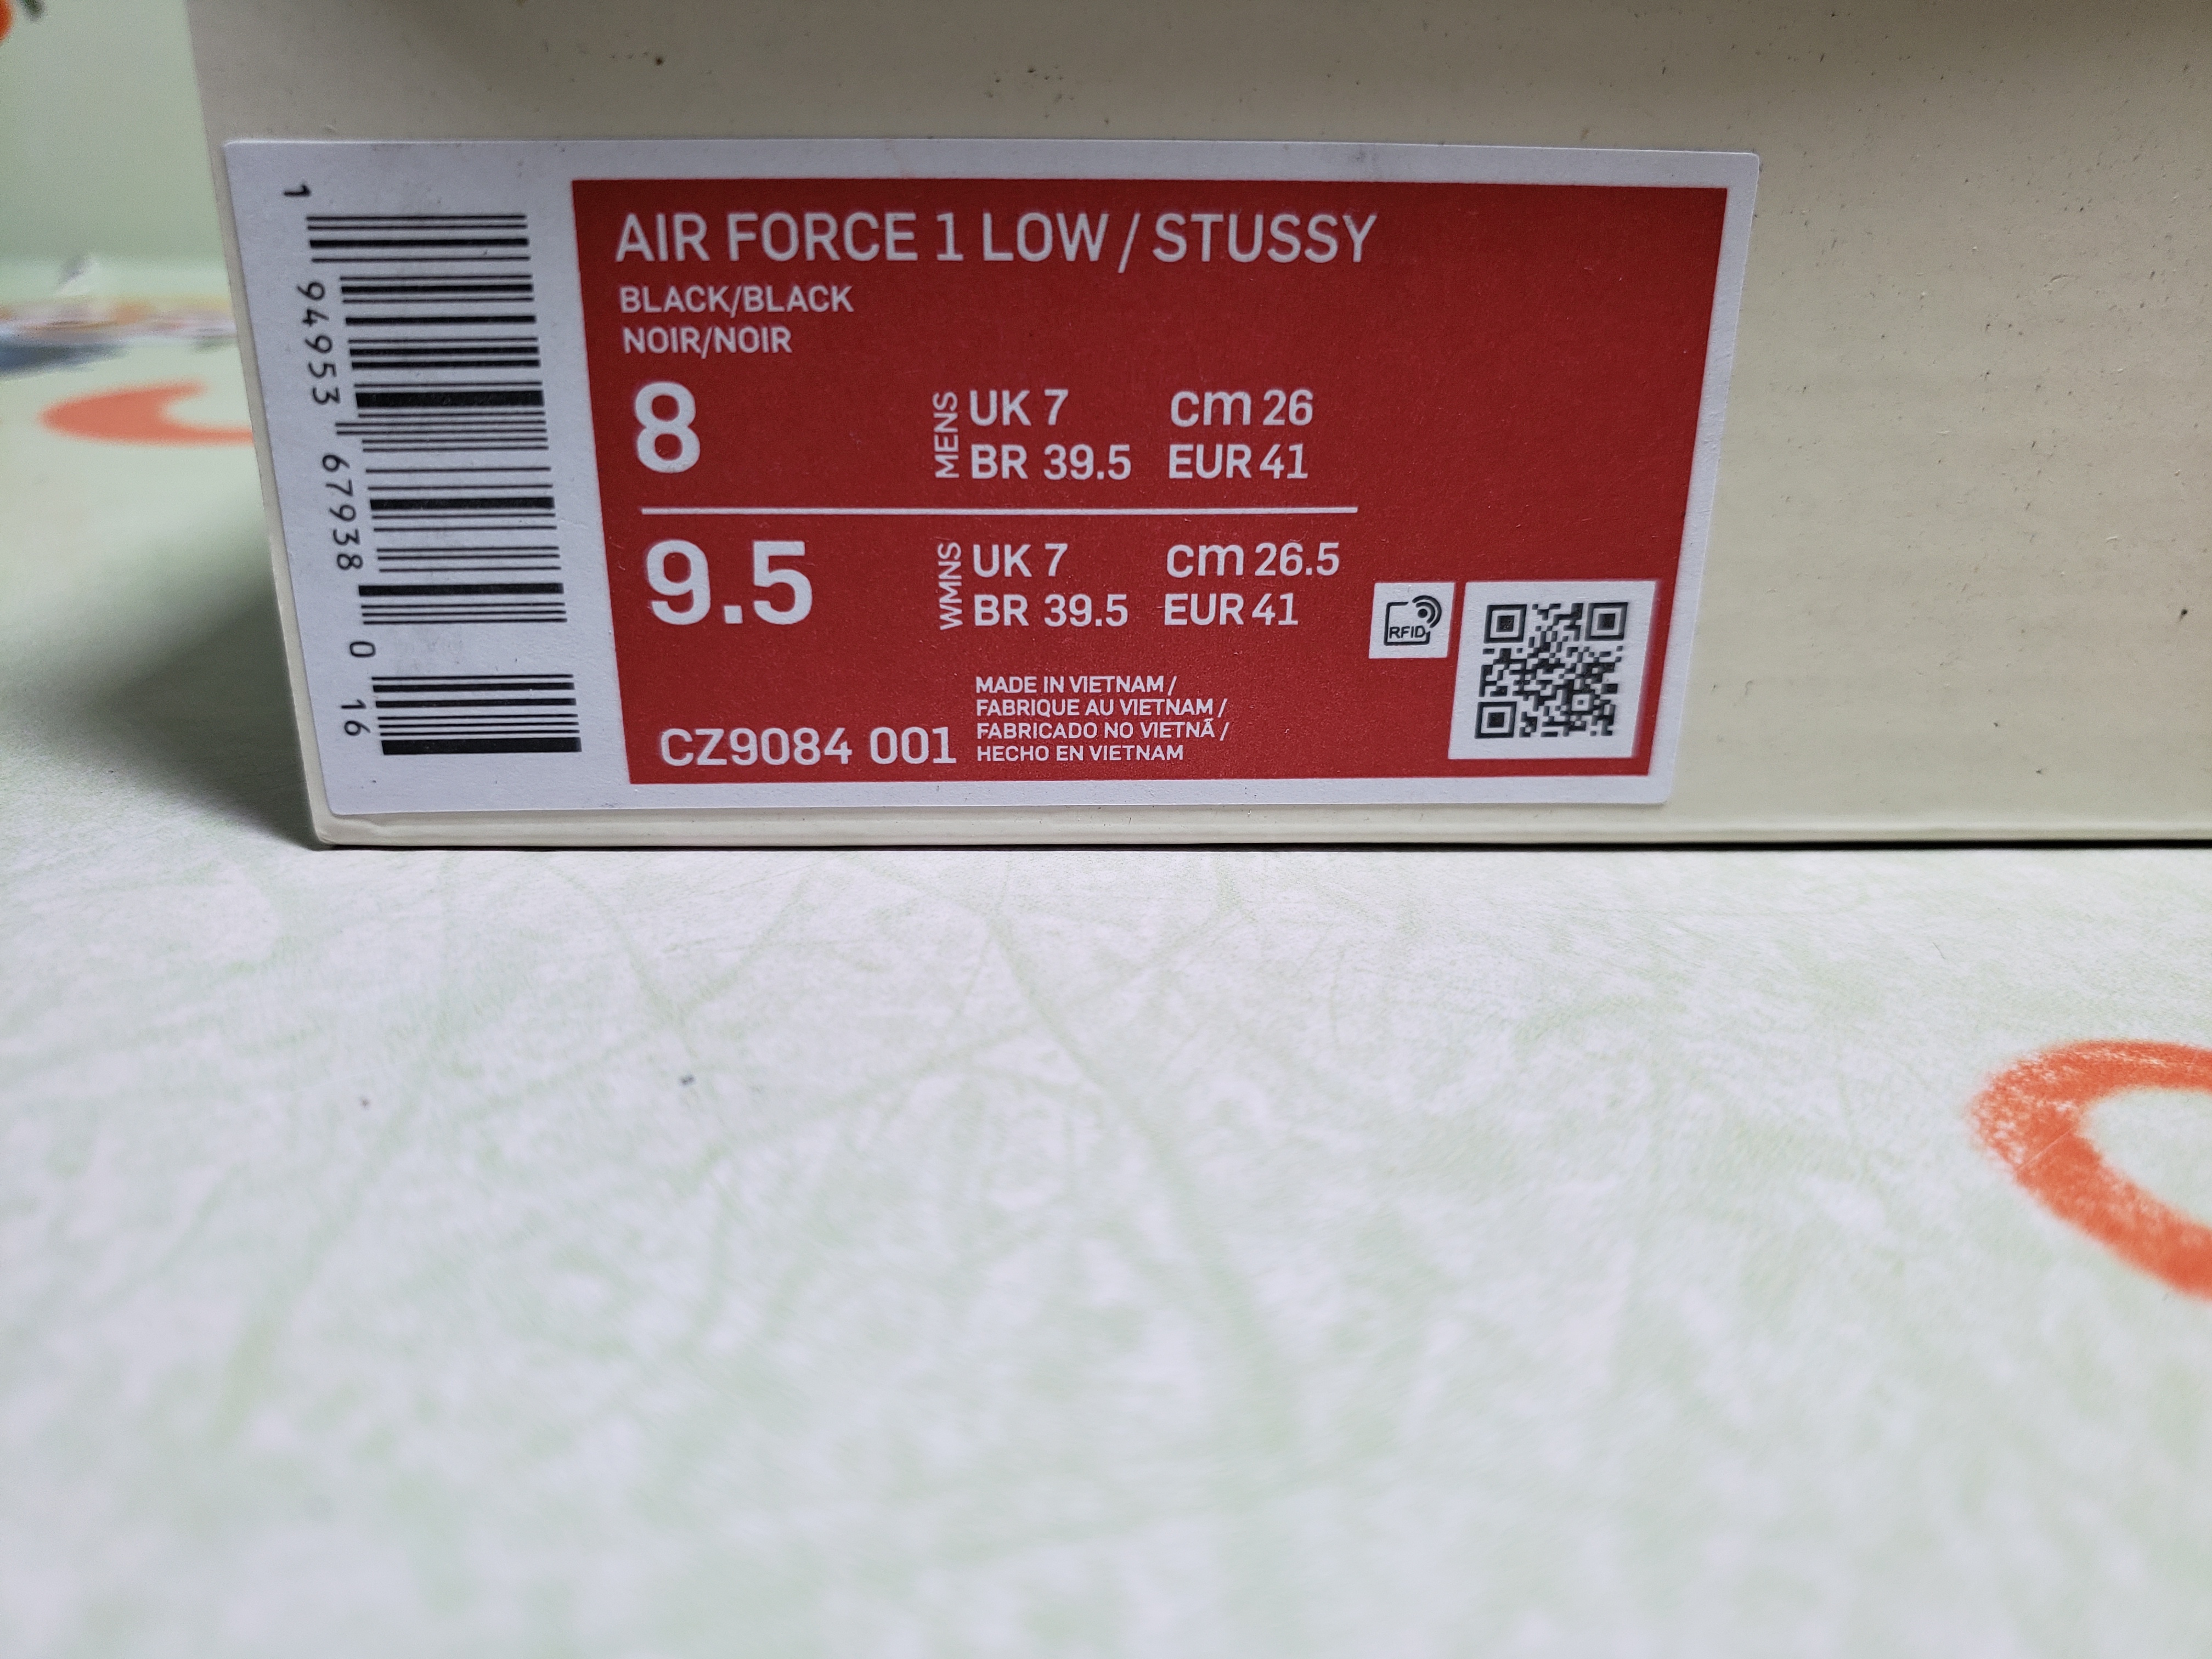 1 94953 67938 0 16
AIR FORCE 1 LOW / STUSSY
BLACK/BLACK
NOIR/NOIR
8
MENS
UK 7 cm 26
BR 39.5 EUR 41
9.5
WMNS
UK 7 cm 26.5
BR 39.5 EUR 41
RFID
CZ9084 001
MADE IN VIETNAM /
FABRIQUE AU VIETNAM /
FABRICADO NO VIETNÃ /
HECHO EN VIETNAM